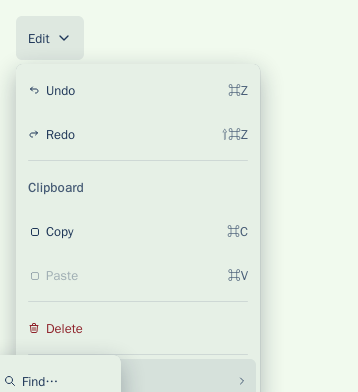 Edit
Undo ⌘Z
Redo ⇧⌘Z
Clipboard
Copy ⌘C
Paste ⌘V
Delete
Find⋯